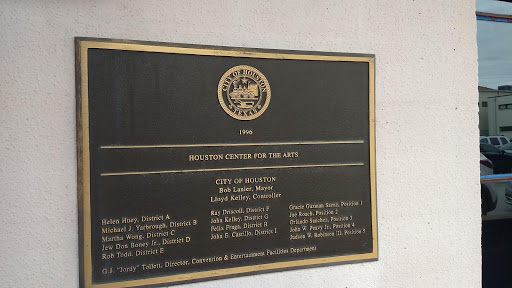 CITY OF HOUSTON
TEXAS
1996
HOUSTON CENTER FOR THE ARTS
CITY OF HOUSTON
Bob Lanier, Mayor
Lloyd Kelley, Controller
Helen Huey, District A
Michael J. Yarbrough, District B
Martha Wong, District C
Jew Don Boney Jr., District D
Rob Todd, District E
Ray Driscoll, District F
John Kelley, District G
Felix Fraga, District H
John E. Castillo, District I
Gracie Guzman Saenz, Position 1
Joe Roach, Position 2
Orlando Sanchez, Position 3
John W. Peavy Jr., Position 4
Judson W. Robinson III, Position 5
G.J. "Jordy" Tollett, Director, Convention & Entertainment Facilities Department